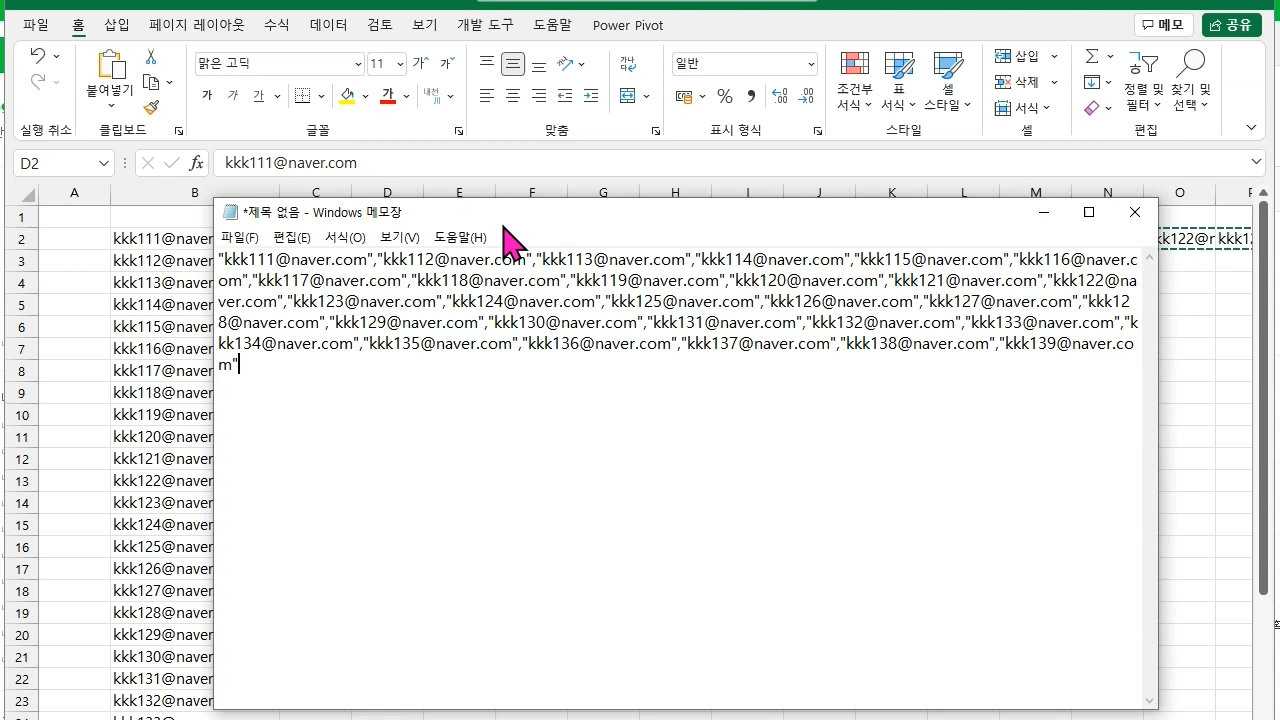 파일 홈 삽입 페이지 레이아웃 수식 데이터 검토 보기 개발 도구 도움말 Power Pivot 메모 공유
붙여넣기 맑은 고딕 11 가 가 가 가 가 내천 가나 일반 조건부 서식 표 서식 셀 스타일 삽입 삭제 서식 정렬 및 필터 찾기 및 선택
실행 취소 클립보드 글꼴 맞춤 표시 형식 스타일 셀 편집
D2 fx kkk111@naver.com
A B C D E F G H I J K L M N O P
*제목 없음 - Windows 메모장
파일(F) 편집(E) 서식(O) 보기(V) 도움말(H)
"kkk111@naver.com","kkk112@naver.com","kkk113@naver.com","kkk114@naver.com","kkk115@naver.com","kkk116@naver.c
om","kkk117@naver.com","kkk118@naver.com","kkk119@naver.com","kkk120@naver.com","kkk121@naver.com","kkk122@na
ver.com","kkk123@naver.com","kkk124@naver.com","kkk125@naver.com","kkk126@naver.com","kkk127@naver.com","kkk12
8@naver.com","kkk129@naver.com","kkk130@naver.com","kkk131@naver.com","kkk132@naver.com","kkk133@naver.com","k
kk134@naver.com","kkk135@naver.com","kkk136@naver.com","kkk137@naver.com","kkk138@naver.com","kkk139@naver.co
m"
1
2 kkk111@naver
3 kkk112@naver
4 kkk113@naver
5 kkk114@naver
6 kkk115@naver
7 kkk116@naver
8 kkk117@naver
9 kkk118@naver
10 kkk119@naver
11 kkk120@naver
12 kkk121@naver
13 kkk122@naver
14 kkk123@naver
15 kkk124@naver
16 kkk125@naver
17 kkk126@naver
18 kkk127@naver
19 kkk128@naver
20 kkk129@naver
21 kkk130@naver
22 kkk131@naver
23 kkk132@naver